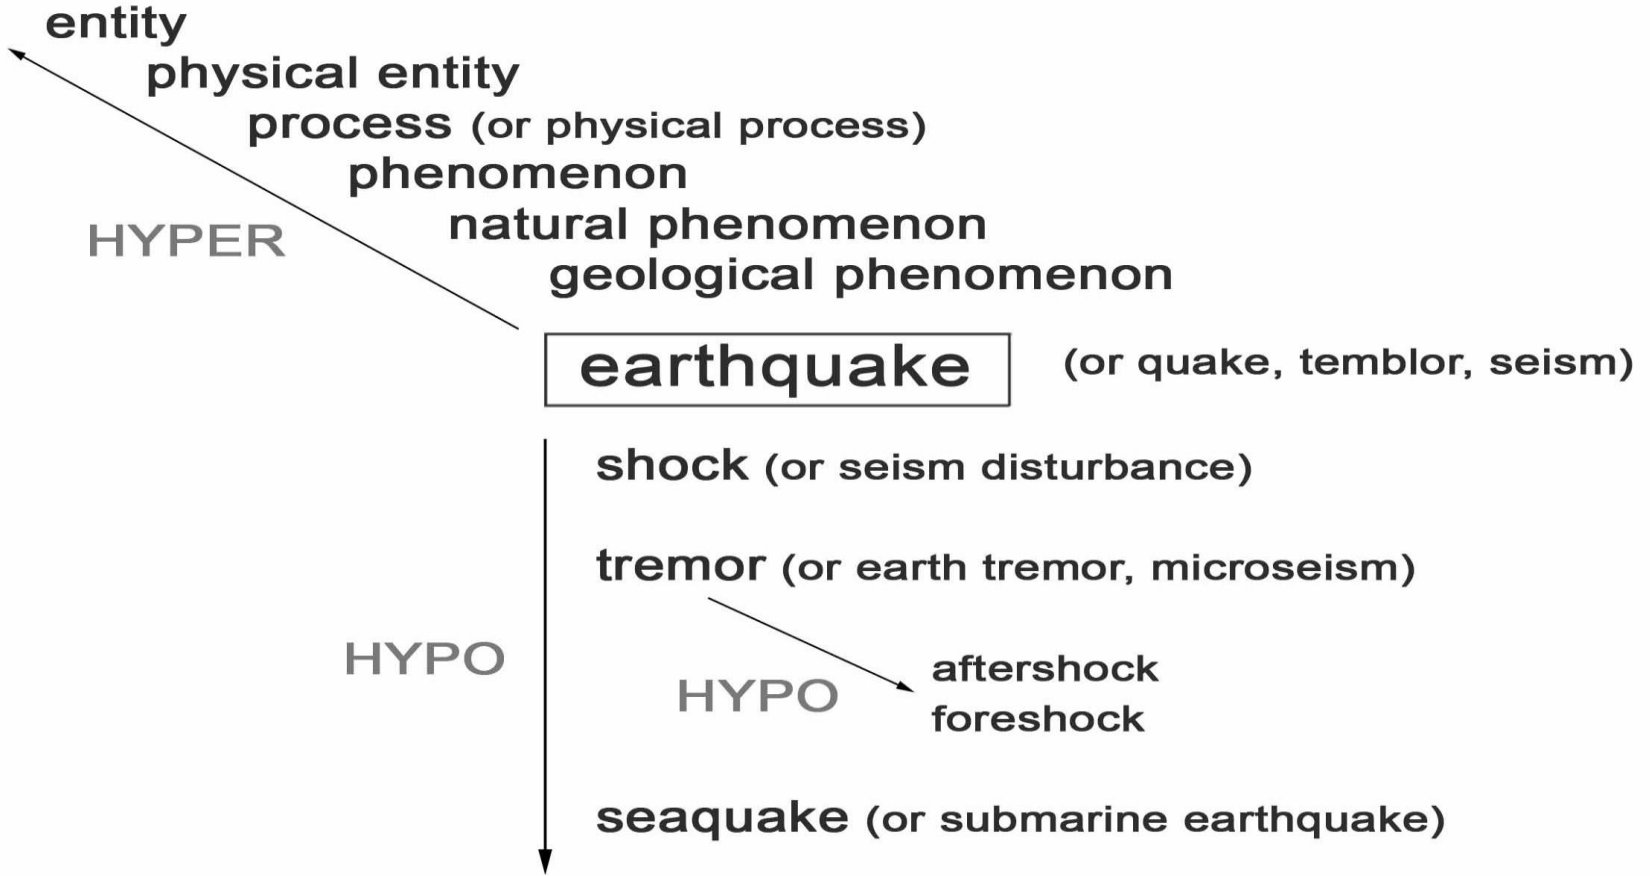 entity
physical entity
process (or physical process)
phenomenon
HYPER
natural phenomenon
geological phenomenon
earthquake (or quake, temblor, seism)
shock (or seism disturbance)
tremor (or earth tremor, microseism)
HYPO
HYPO
aftershock
foreshock
seaquake (or submarine earthquake)